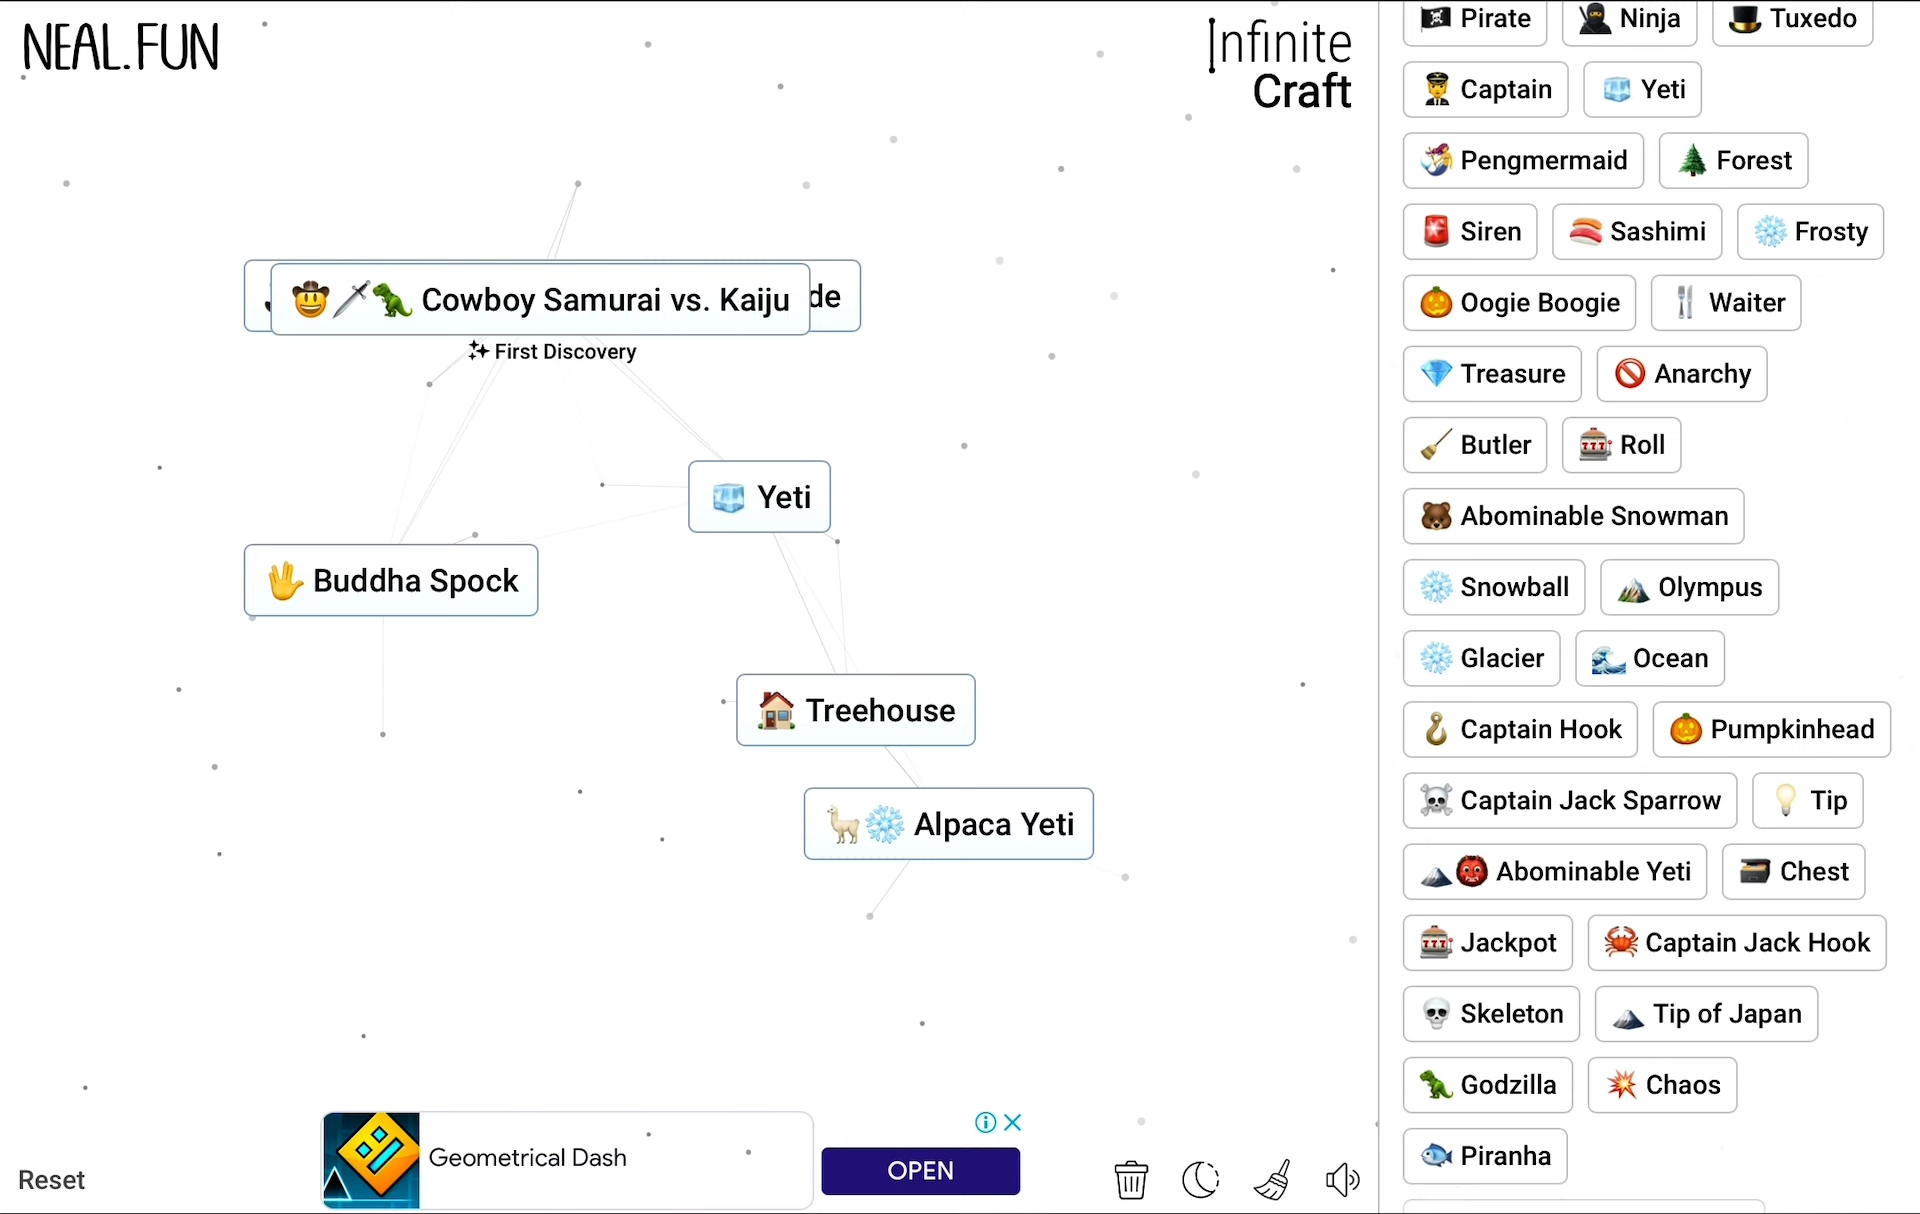 NEAL.FUN
Infinite
Craft
Cowboy Samurai vs. Kaiju
de
First Discovery
Yeti
Buddha Spock
Treehouse
Alpaca Yeti
Geometrical Dash
OPEN
Reset
Pirate
Ninja
Tuxedo
Captain
Yeti
Pengmermaid
Forest
Siren
Sashimi
Frosty
Oogie Boogie
Waiter
Treasure
Anarchy
Butler
Roll
Abominable Snowman
Snowball
Olympus
Glacier
Ocean
Captain Hook
Pumpkinhead
Captain Jack Sparrow
Tip
Abominable Yeti
Chest
Jackpot
Captain Jack Hook
Skeleton
Tip of Japan
Godzilla
Chaos
Piranha